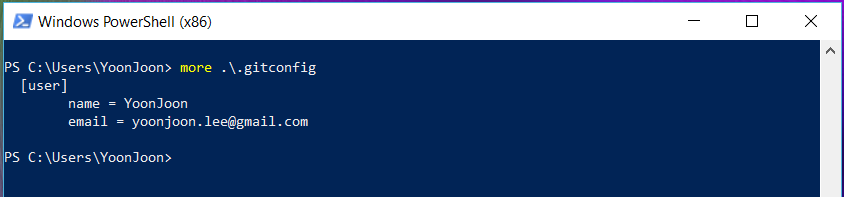 Windows PowerShell (x86)
PS C:\Users\YoonJoon> more .\.gitconfig
[user]
name = YoonJoon
email = yoonjoon.lee@gmail.com
PS C:\Users\YoonJoon>